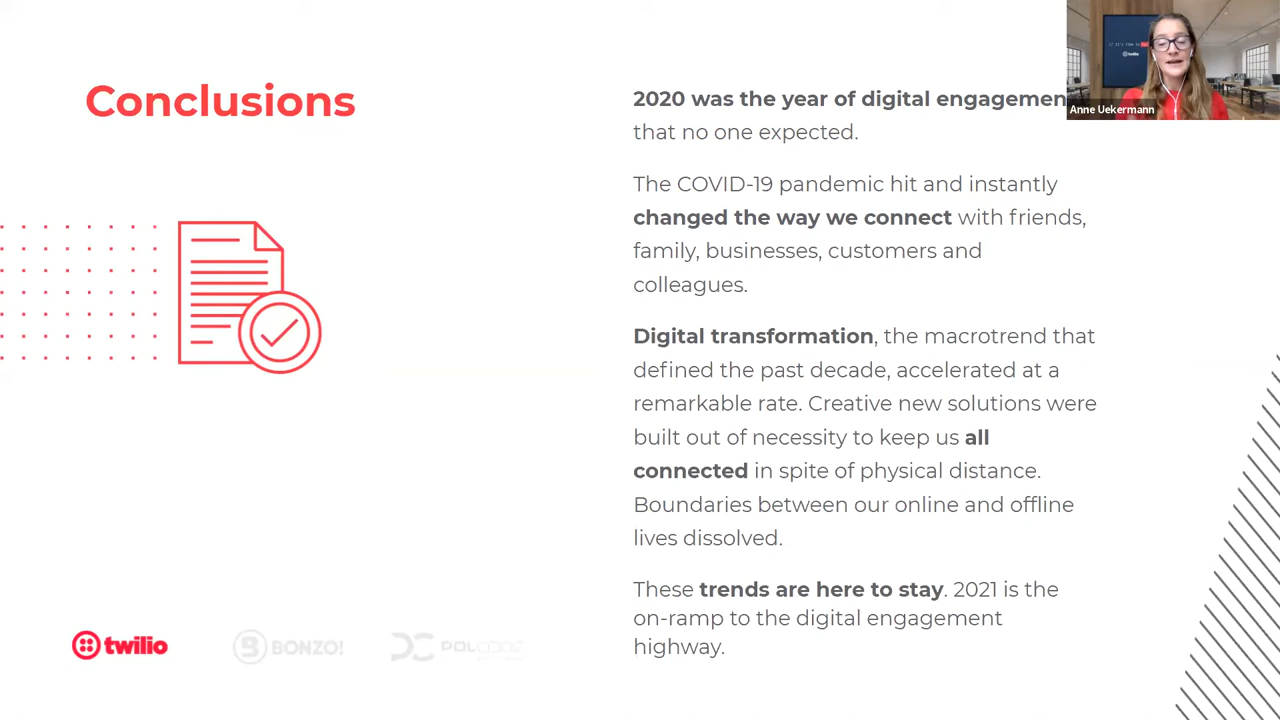 Conclusions
2020 was the year of digital engagemen
that no one expected.
The COVID-19 pandemic hit and instantly
changed the way we connect with friends,
family, businesses, customers and
colleagues.
Digital transformation, the macrotrend that
defined the past decade, accelerated at a
remarkable rate. Creative new solutions were
built out of necessity to keep us all
connected in spite of physical distance.
Boundaries between our online and offline
lives dissolved.
These trends are here to stay. 2021 is the
on-ramp to the digital engagement
highway.
twilio
BONZO!
POLCODE
twilio
Anne Uekermann